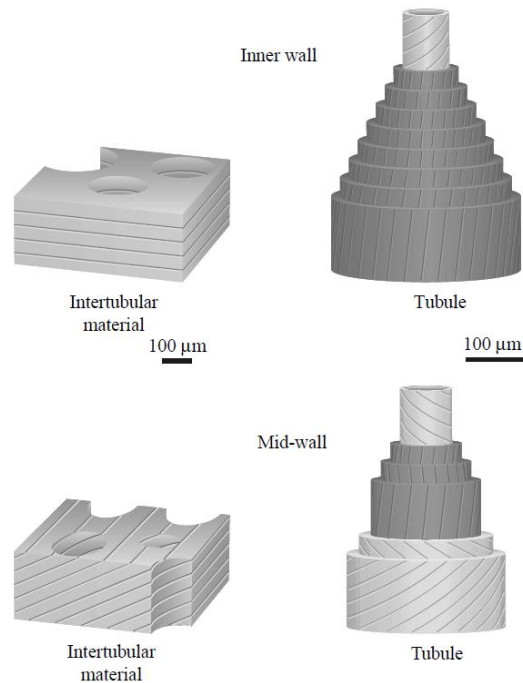 Inner wall
Intertubular
material
Tubule
100 µm
100 µm
Mid-wall
Intertubular
material
Tubule